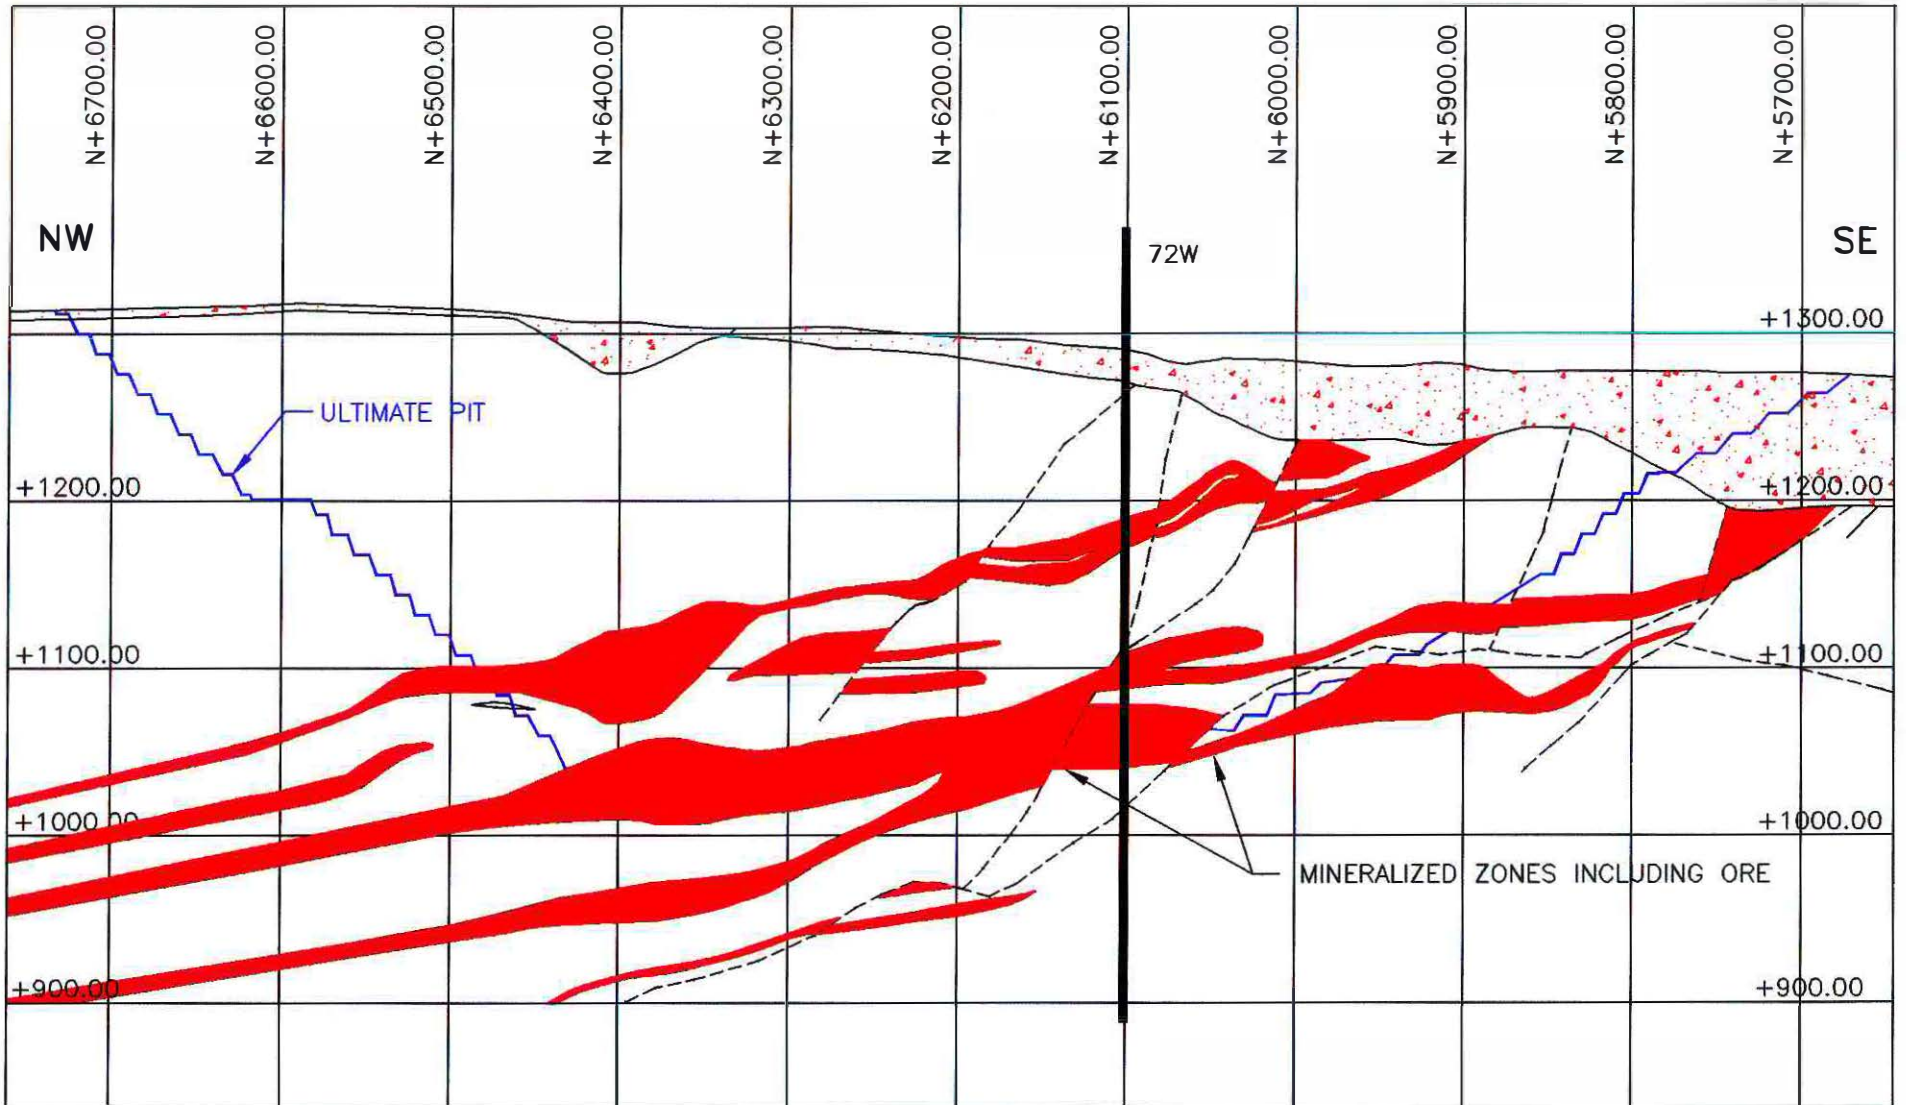 N+6700.00
N+6600.00
N+6500.00
N+6400.00
N+6300.00
N+6200.00
N+6100.00
N+6000.00
N+5900.00
N+5800.00
N+5700.00
NW
72W
SE
+1300.00
ULTIMATE PIT
+1200.00
+1200.00
+1100.00
+1100.00
+1000.00
+1000.00
MINERALIZED ZONES INCLUDING ORE
+900.00
+900.00